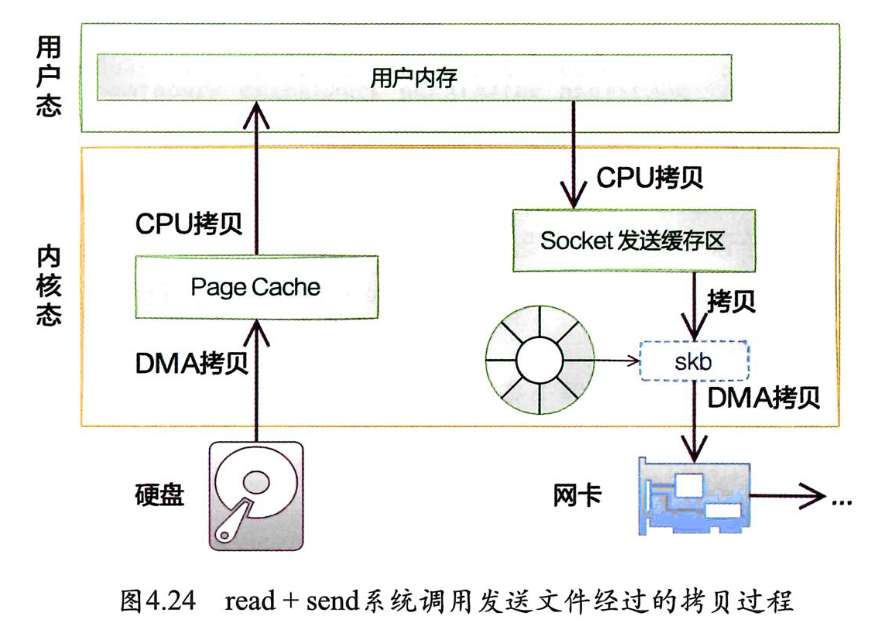 用户态
用户内存
CPU拷贝
CPU拷贝
内核态
Socket 发送缓存区
Page Cache
拷贝
skb
DMA拷贝
DMA拷贝
硬盘
网卡
...
图4.24 read + send系统调用发送文件经过的拷贝过程